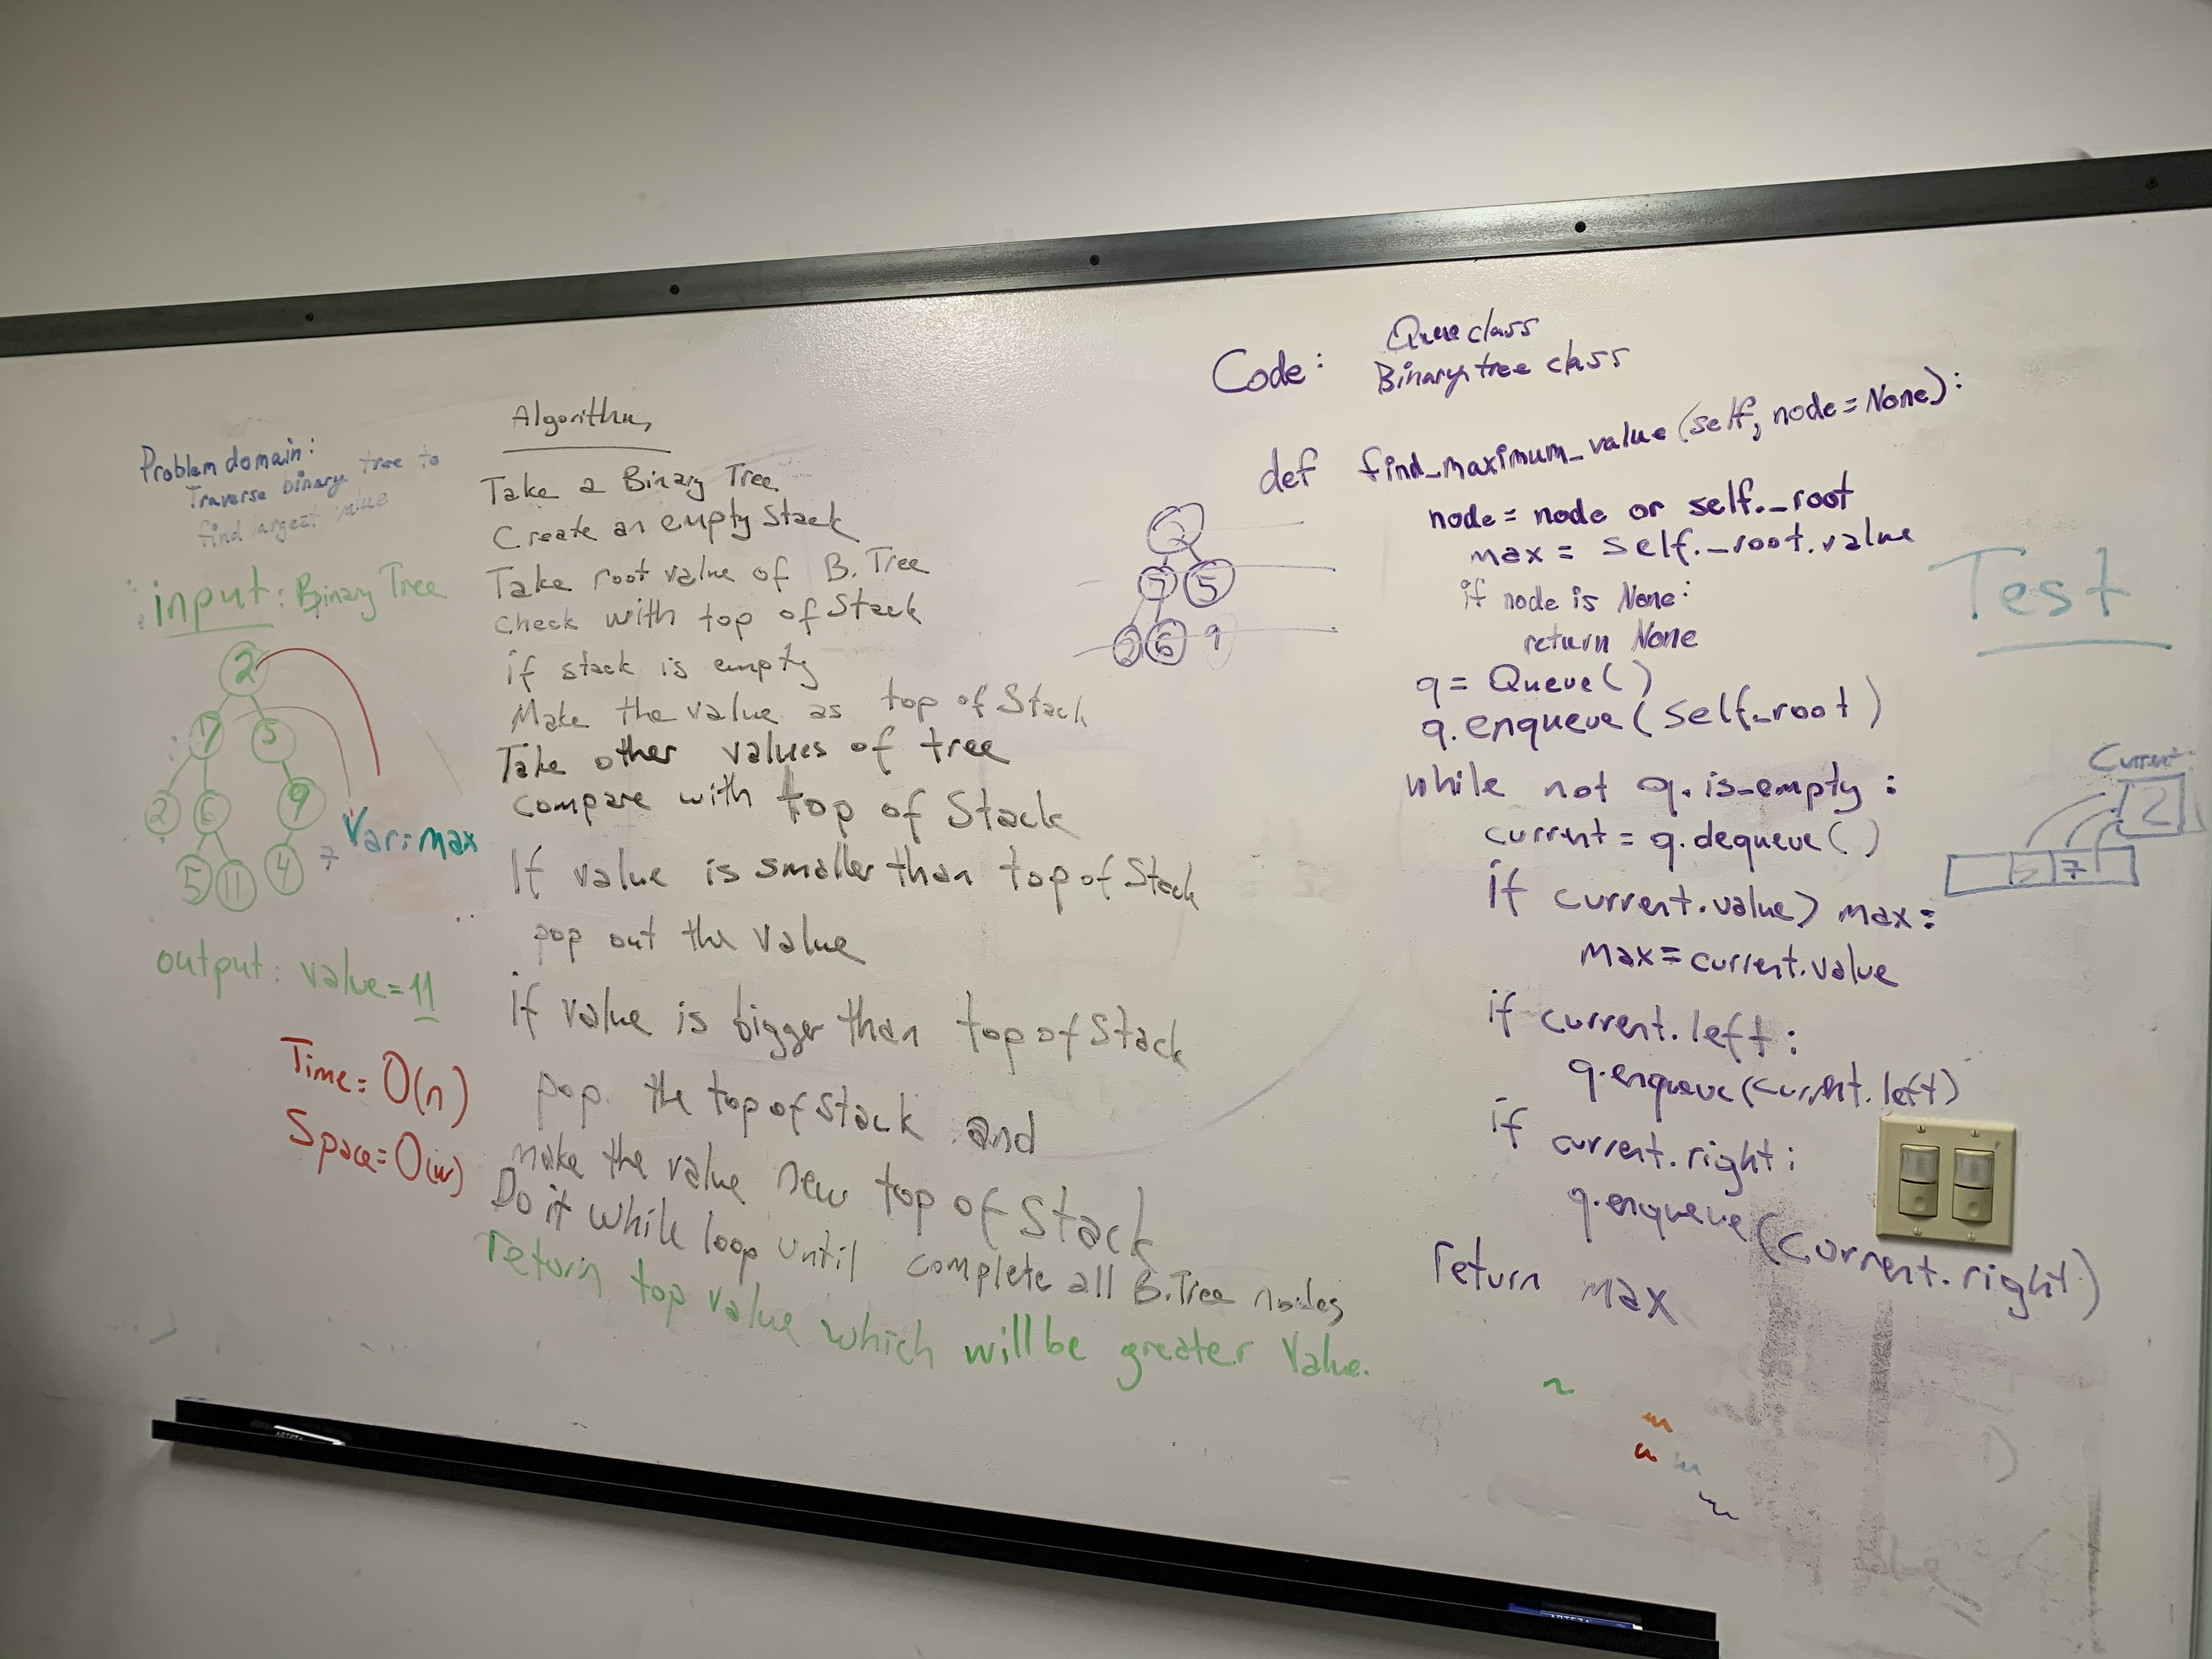 Problem domain:
Traverse binary tree to
find largest value
input: Binary Tree
2
7 5
2 6 9
5 11 4
7
Var: max
output: value = 11
Time = O(n)
Space = O(w)
Algorithm
Take a Binary Tree
Create an empty Stack
Take root value of B. Tree
check with top of Stack
if stack is empty
Make the value as top of Stack
Take other values of tree
compare with top of Stack
If value is smaller than top of Stack
pop out the value
if value is bigger than top of Stack
pop the top of Stack and
make the value new top of Stack
Do it while loop until complete all B.Tree nodes
return top value which will be greater Value.
Code:
Queue class
Binary tree class
2
7 5
2 6 9
def find_maximum_value (self, node = None):
node = node or self._root
max = self._root.value
if node is None:
return None
q = Queue()
q.enqueue(self._root)
while not q.is_empty:
current = q.dequeue()
if current.value > max:
max = current.value
if current.left:
q.enqueue(current.left)
if current.right:
q.enqueue(current.right)
return max
Test
Current
2
5 7